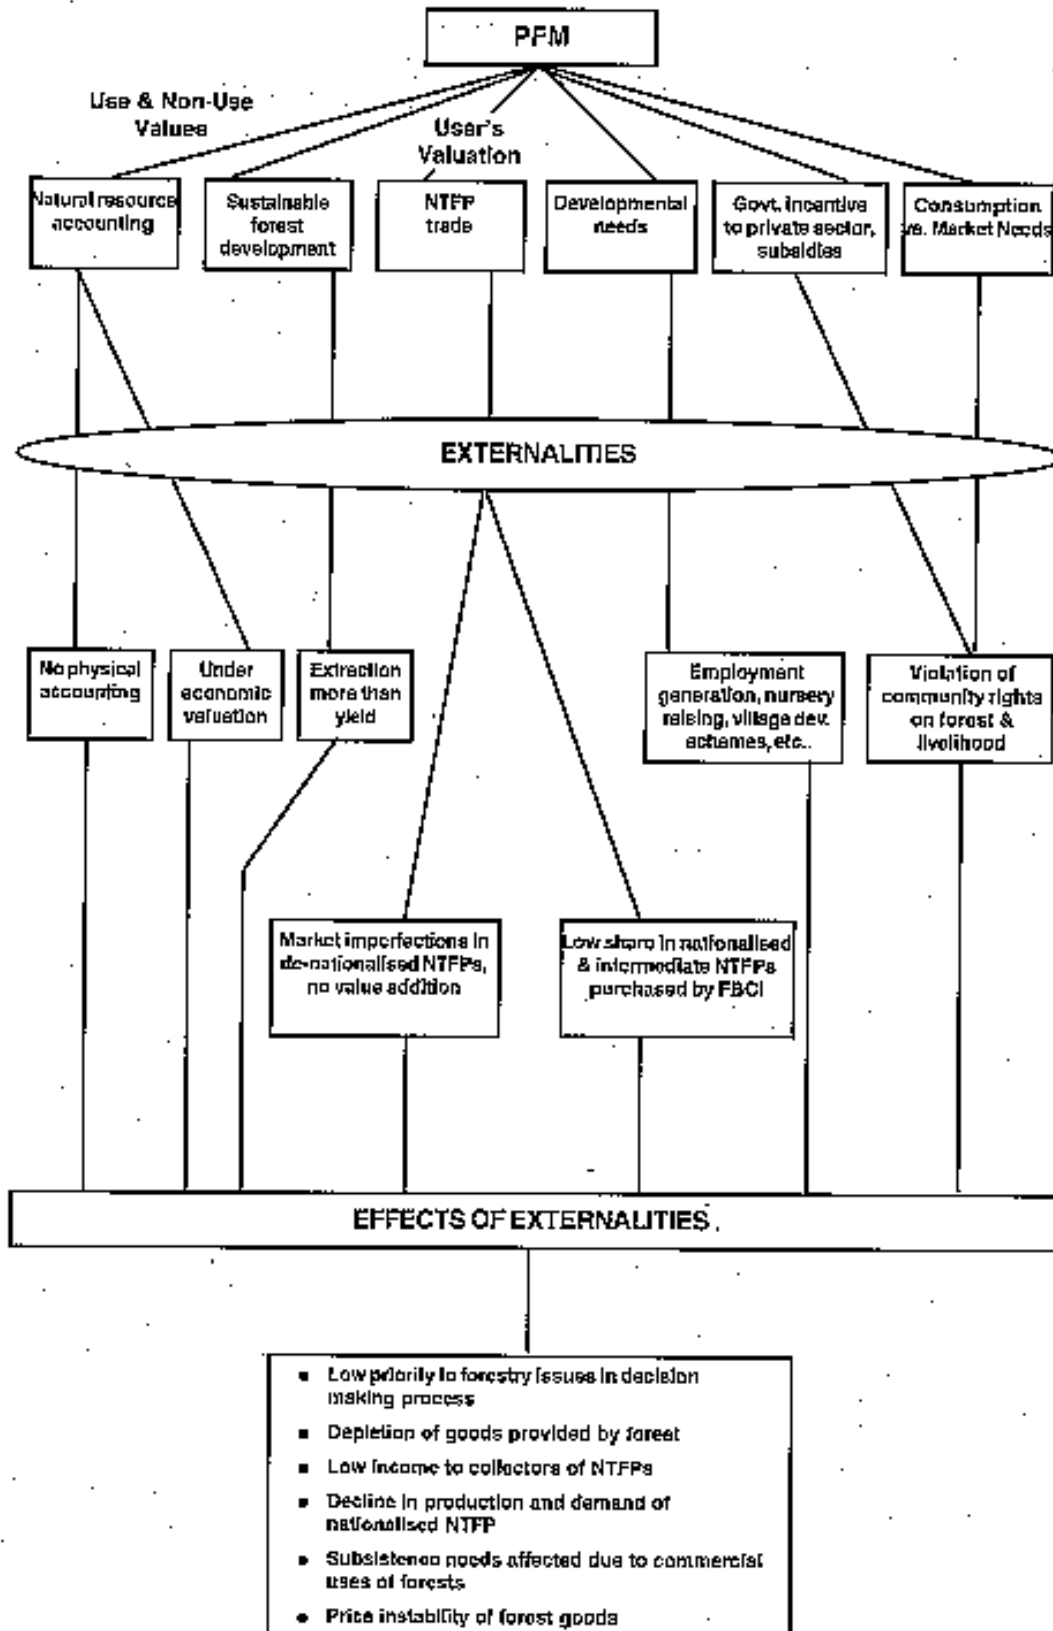 PFM
Use & Non-Use
Values
User's
Valuation
Natural resource
accounting
Sustainable
forest
development
NTFP
trade
Developmental
needs
Govt. incentive
to private sector,
subsidies
Consumption
vs. Market Needs
EXTERNALITIES
No physical
accounting
Under
economic
valuation
Extraction
more than
yield
Employment
generation, nursery
raising, village dev.
schemes, etc..
Violation of
community rights
on forest &
livelihood
Market imperfections in
de-nationalised NTFPs,
no value addition
Low share in nationalised
& intermediate NTFPs
purchased by FBCI
EFFECTS OF EXTERNALITIES
Low priority to forestry issues in decision
making process
Depletion of goods provided by forest
Low income to collectors of NTFPs
Decline in production and demand of
nationalised NTFP
Subsistence needs affected due to commercial
uses of forests
Price instability of forest goods